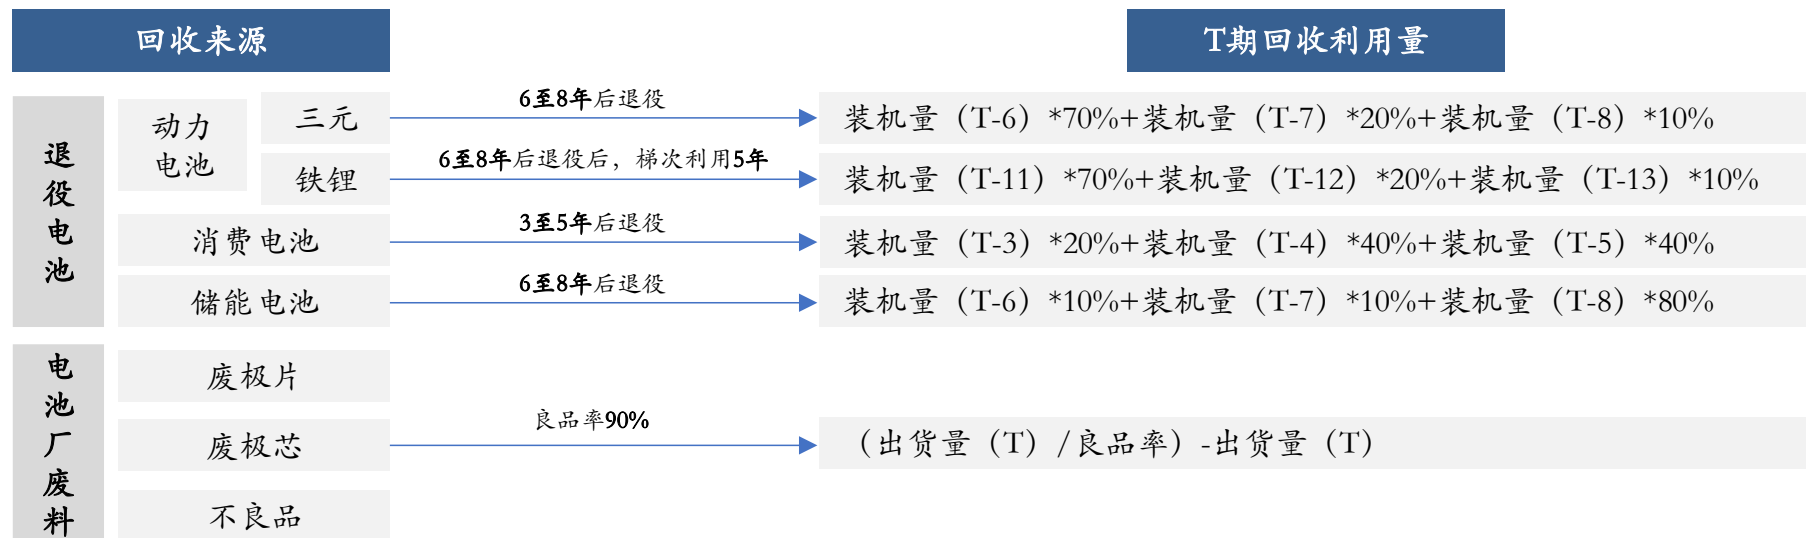 回收来源
T期回收利用量
退役电池
动力
电池
三元
6至8年后退役
装机量（T-6）*70%+装机量（T-7）*20%+装机量（T-8）*10%
铁锂
6至8年后退役后，梯次利用5年
装机量（T-11）*70%+装机量（T-12）*20%+装机量（T-13）*10%
消费电池
3至5年后退役
装机量（T-3）*20%+装机量（T-4）*40%+装机量（T-5）*40%
储能电池
6至8年后退役
装机量（T-6）*10%+装机量（T-7）*10%+装机量（T-8）*80%
电池厂废料
废极片
废极芯
不良品
良品率90%
（出货量（T）/良品率）-出货量（T）